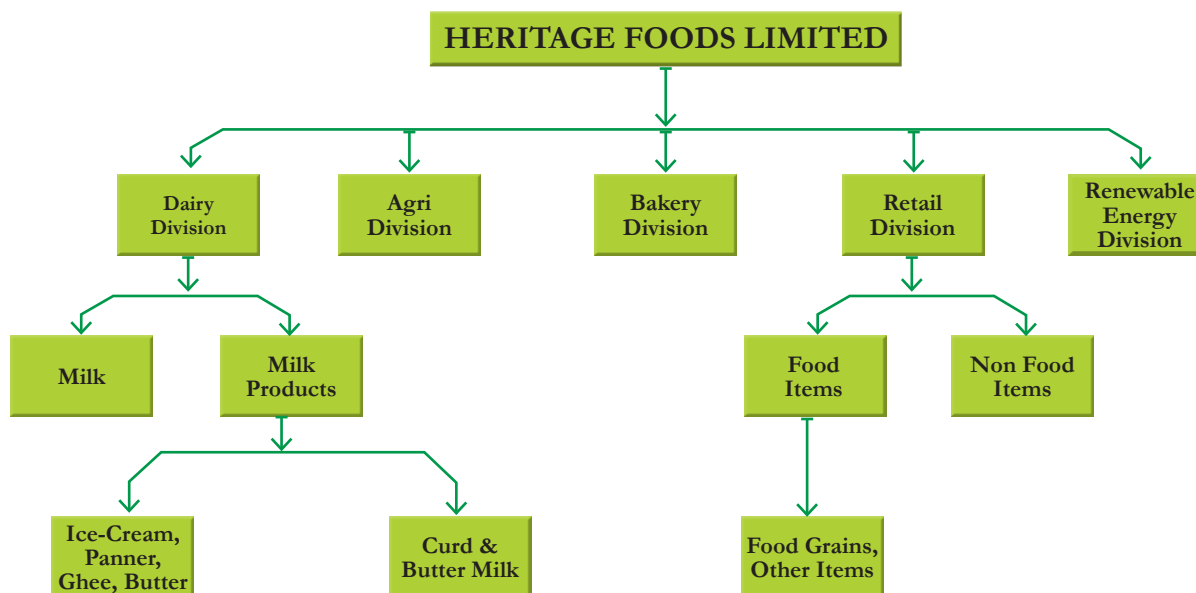 HERITAGE FOODS LIMITED
Dairy
Division
Agri
Division
Bakery
Division
Retail
Division
Renewable
Energy
Division
Milk
Milk
Products
Food
Items
Non Food
Items
Ice-Cream,
Panner,
Ghee, Butter
Curd &
Butter Milk
Food Grains,
Other Items